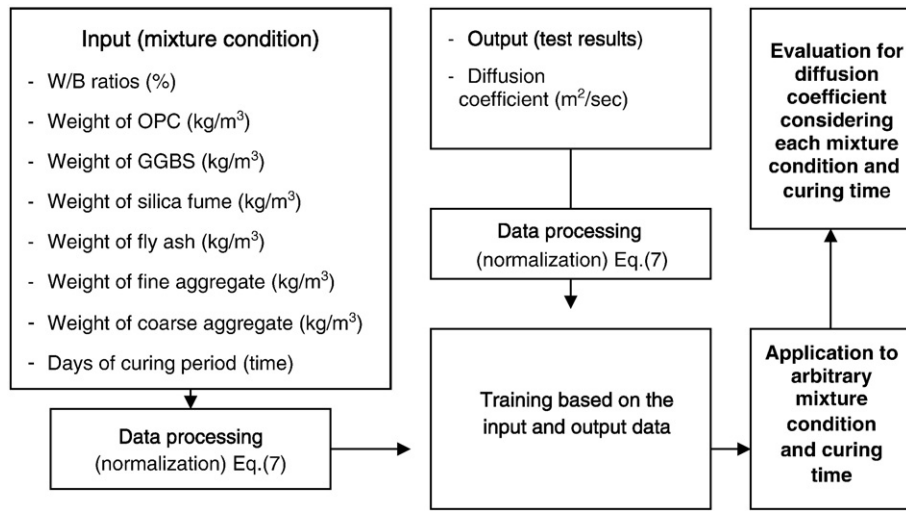 Input (mixture condition)
- W/B ratios (%)
- Weight of OPC (kg/m³)
- Weight of GGBS (kg/m³)
- Weight of silica fume (kg/m³)
- Weight of fly ash (kg/m³)
- Weight of fine aggregate (kg/m³)
- Weight of coarse aggregate (kg/m³)
- Days of curing period (time)
Data processing
(normalization) Eq.(7)
- Output (test results)
- Diffusion
coefficient (m²/sec)
Data processing
(normalization) Eq.(7)
Training based on the
input and output data
Application to
arbitrary
mixture
condition
and curing
time
Evaluation for
diffusion
coefficient
considering
each mixture
condition and
curing time